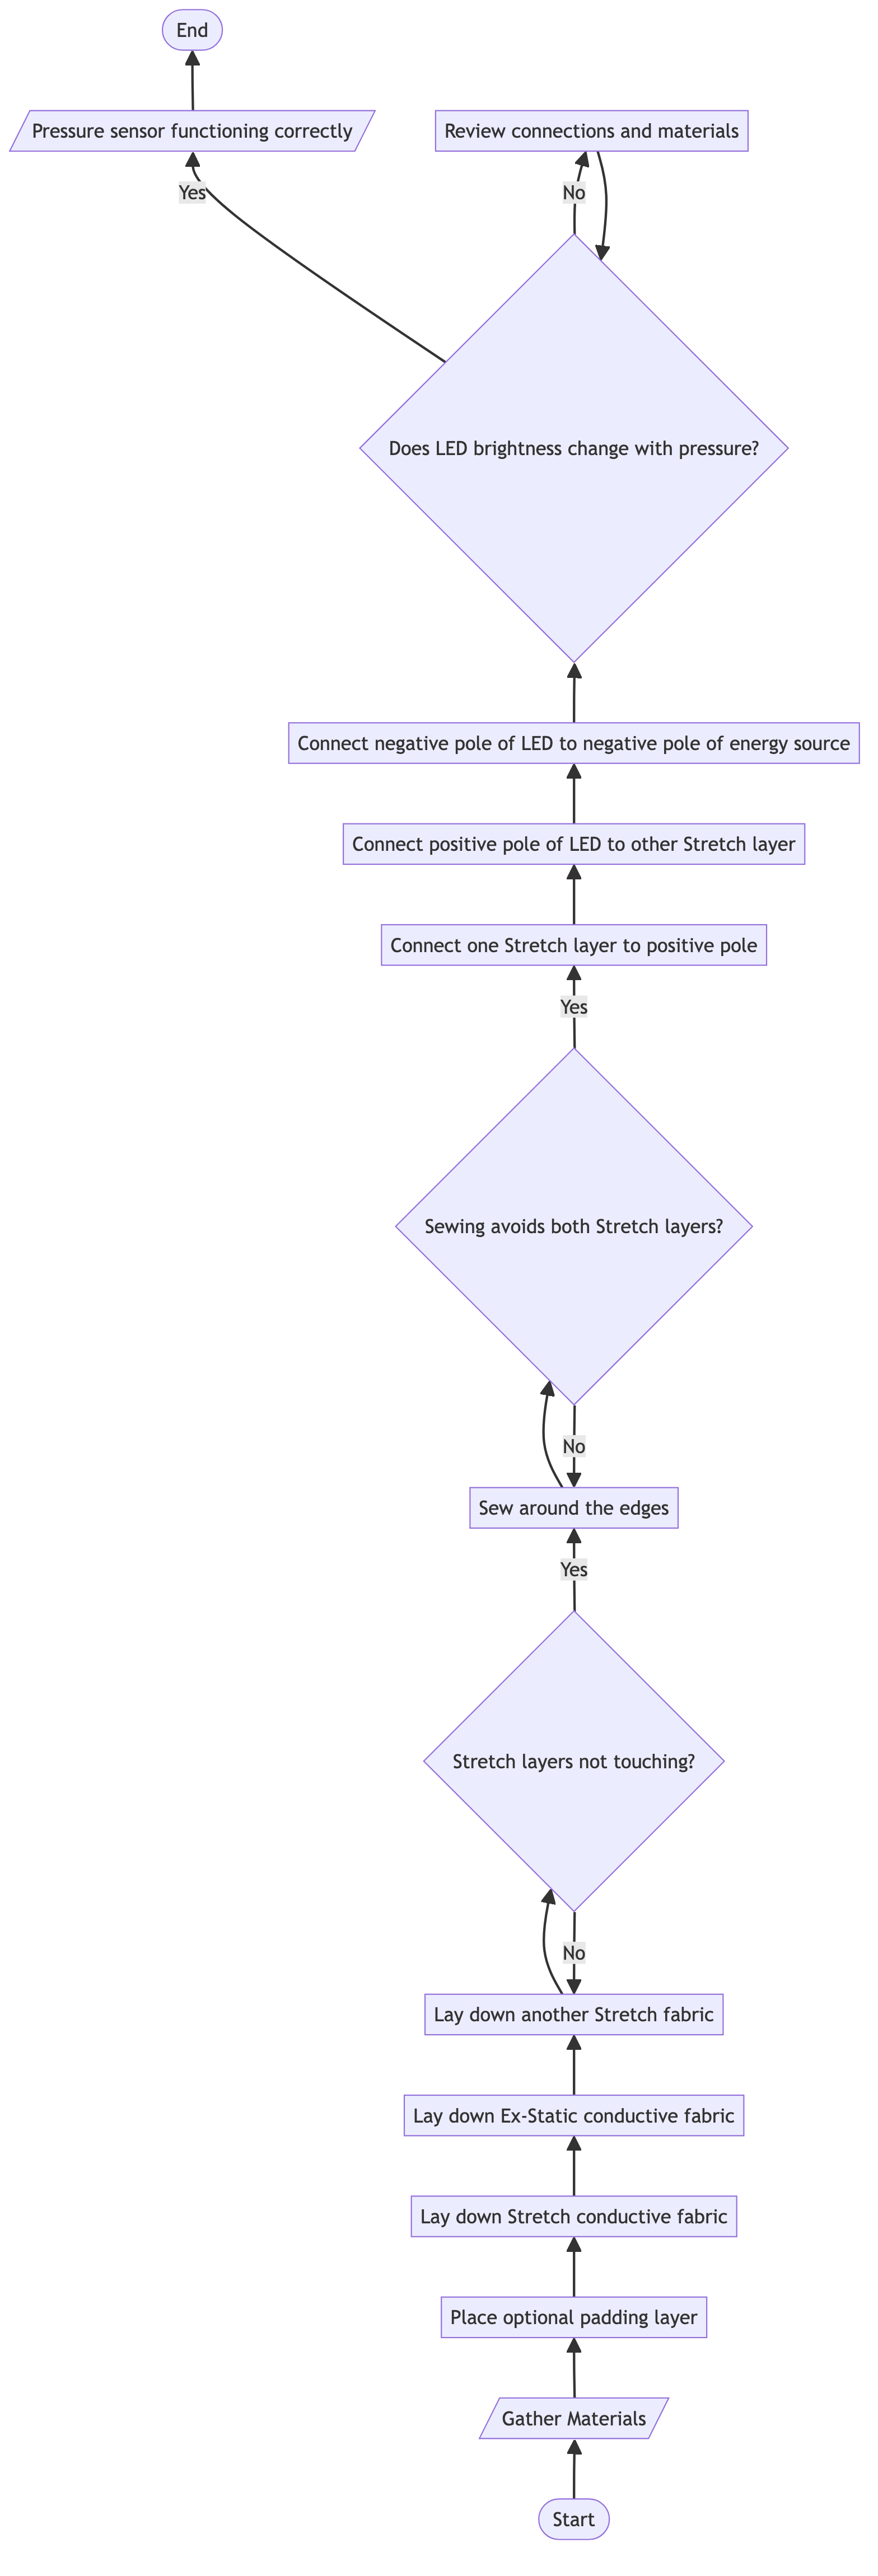 End
Pressure sensor functioning correctly
Review connections and materials
Yes
No
Does LED brightness change with pressure?
Connect negative pole of LED to negative pole of energy source
Connect positive pole of LED to other Stretch layer
Connect one Stretch layer to positive pole
Yes
Sewing avoids both Stretch layers?
No
Sew around the edges
Yes
Stretch layers not touching?
No
Lay down another Stretch fabric
Lay down Ex-Static conductive fabric
Lay down Stretch conductive fabric
Place optional padding layer
Gather Materials
Start